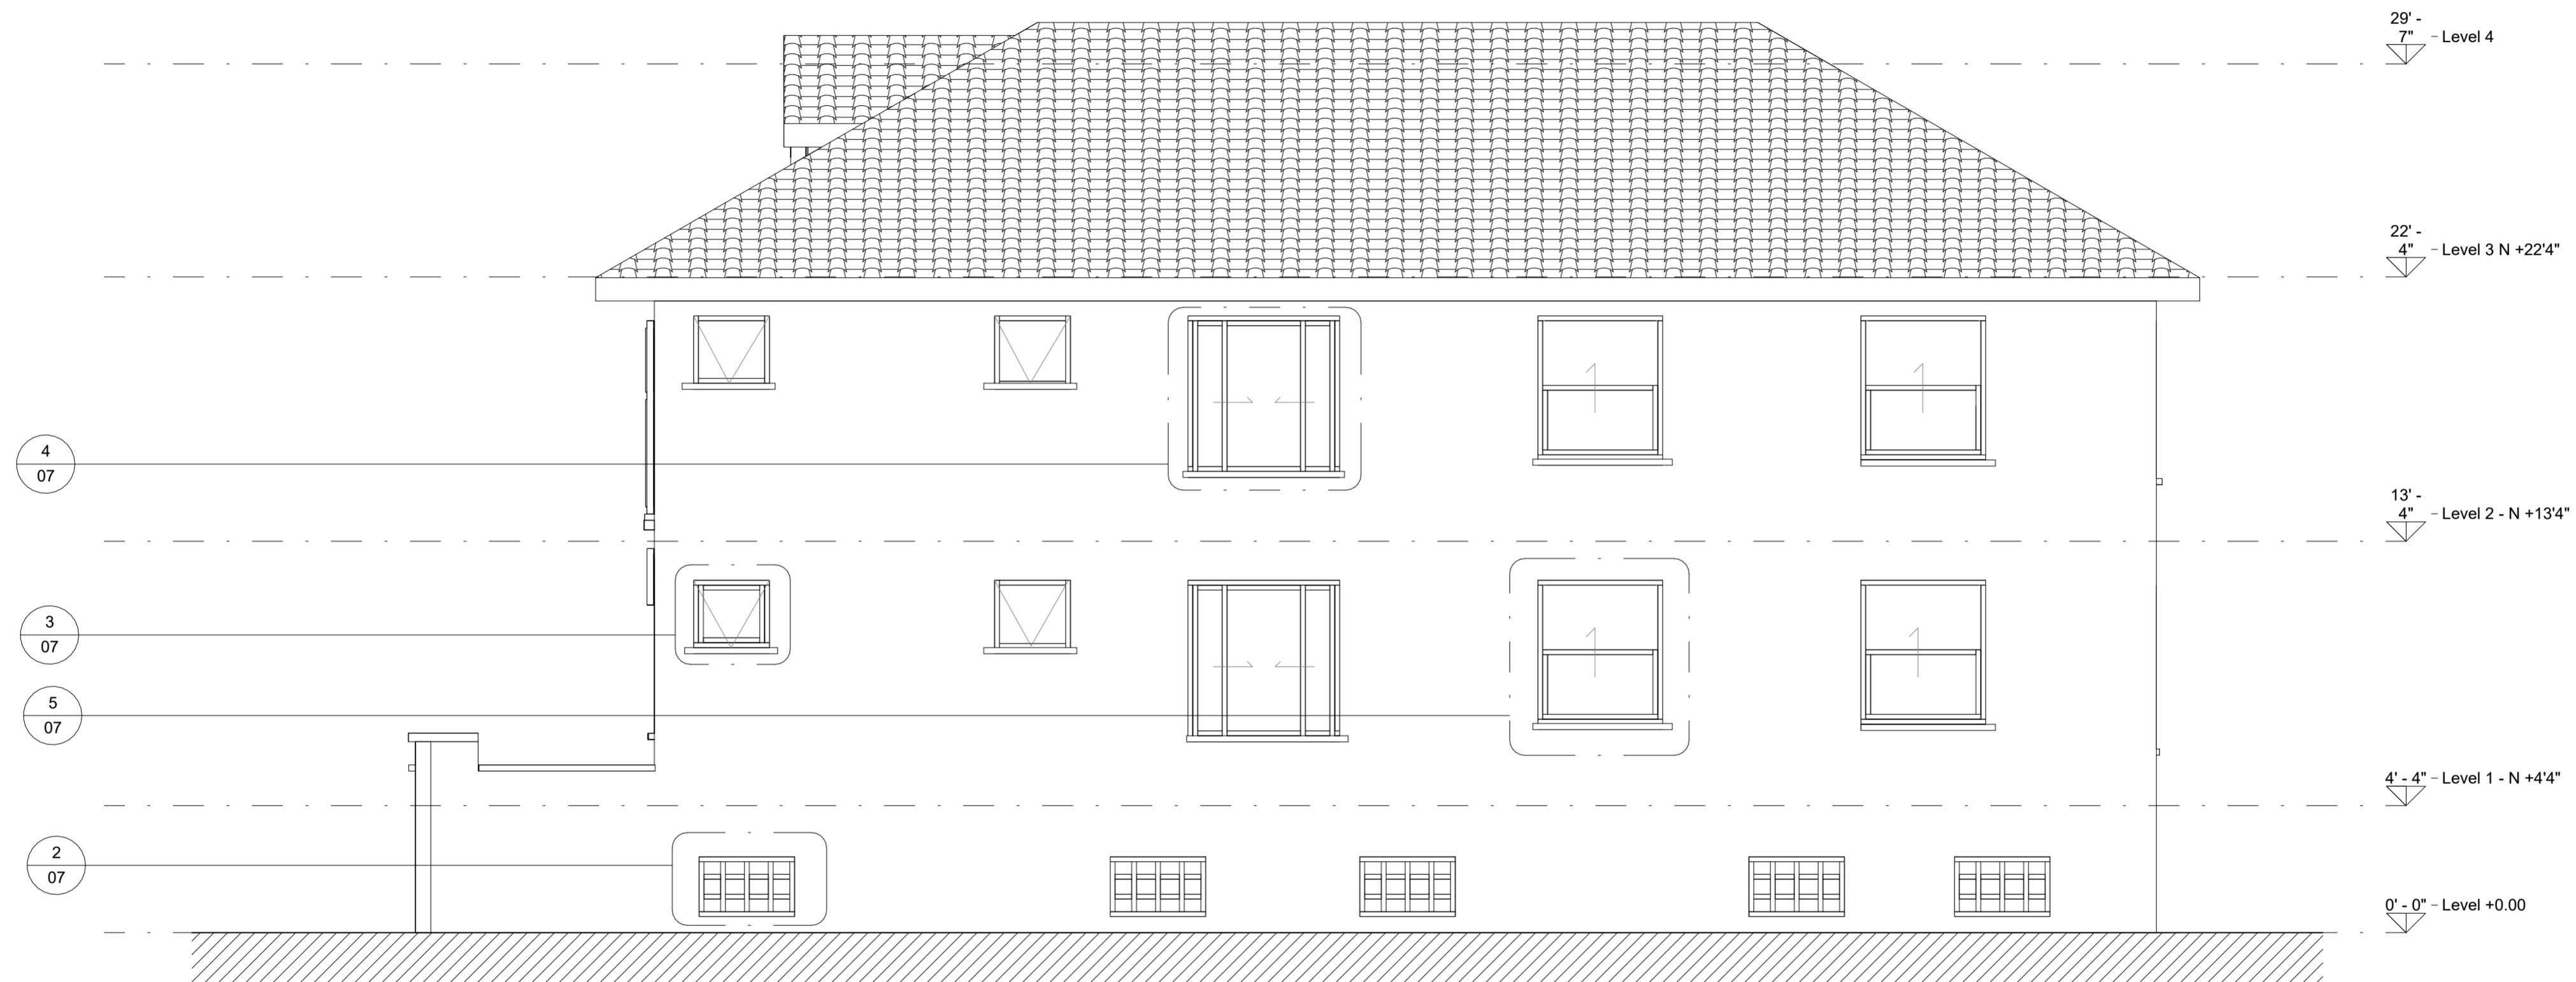 29' -
7" Level 4
22' -
4" Level 3 N +22'4"
4
07
13' -
4" Level 2 - N +13'4"
3
07
5
07
4' - 4" Level 1 - N +4'4"
2
07
0' - 0" Level +0.00